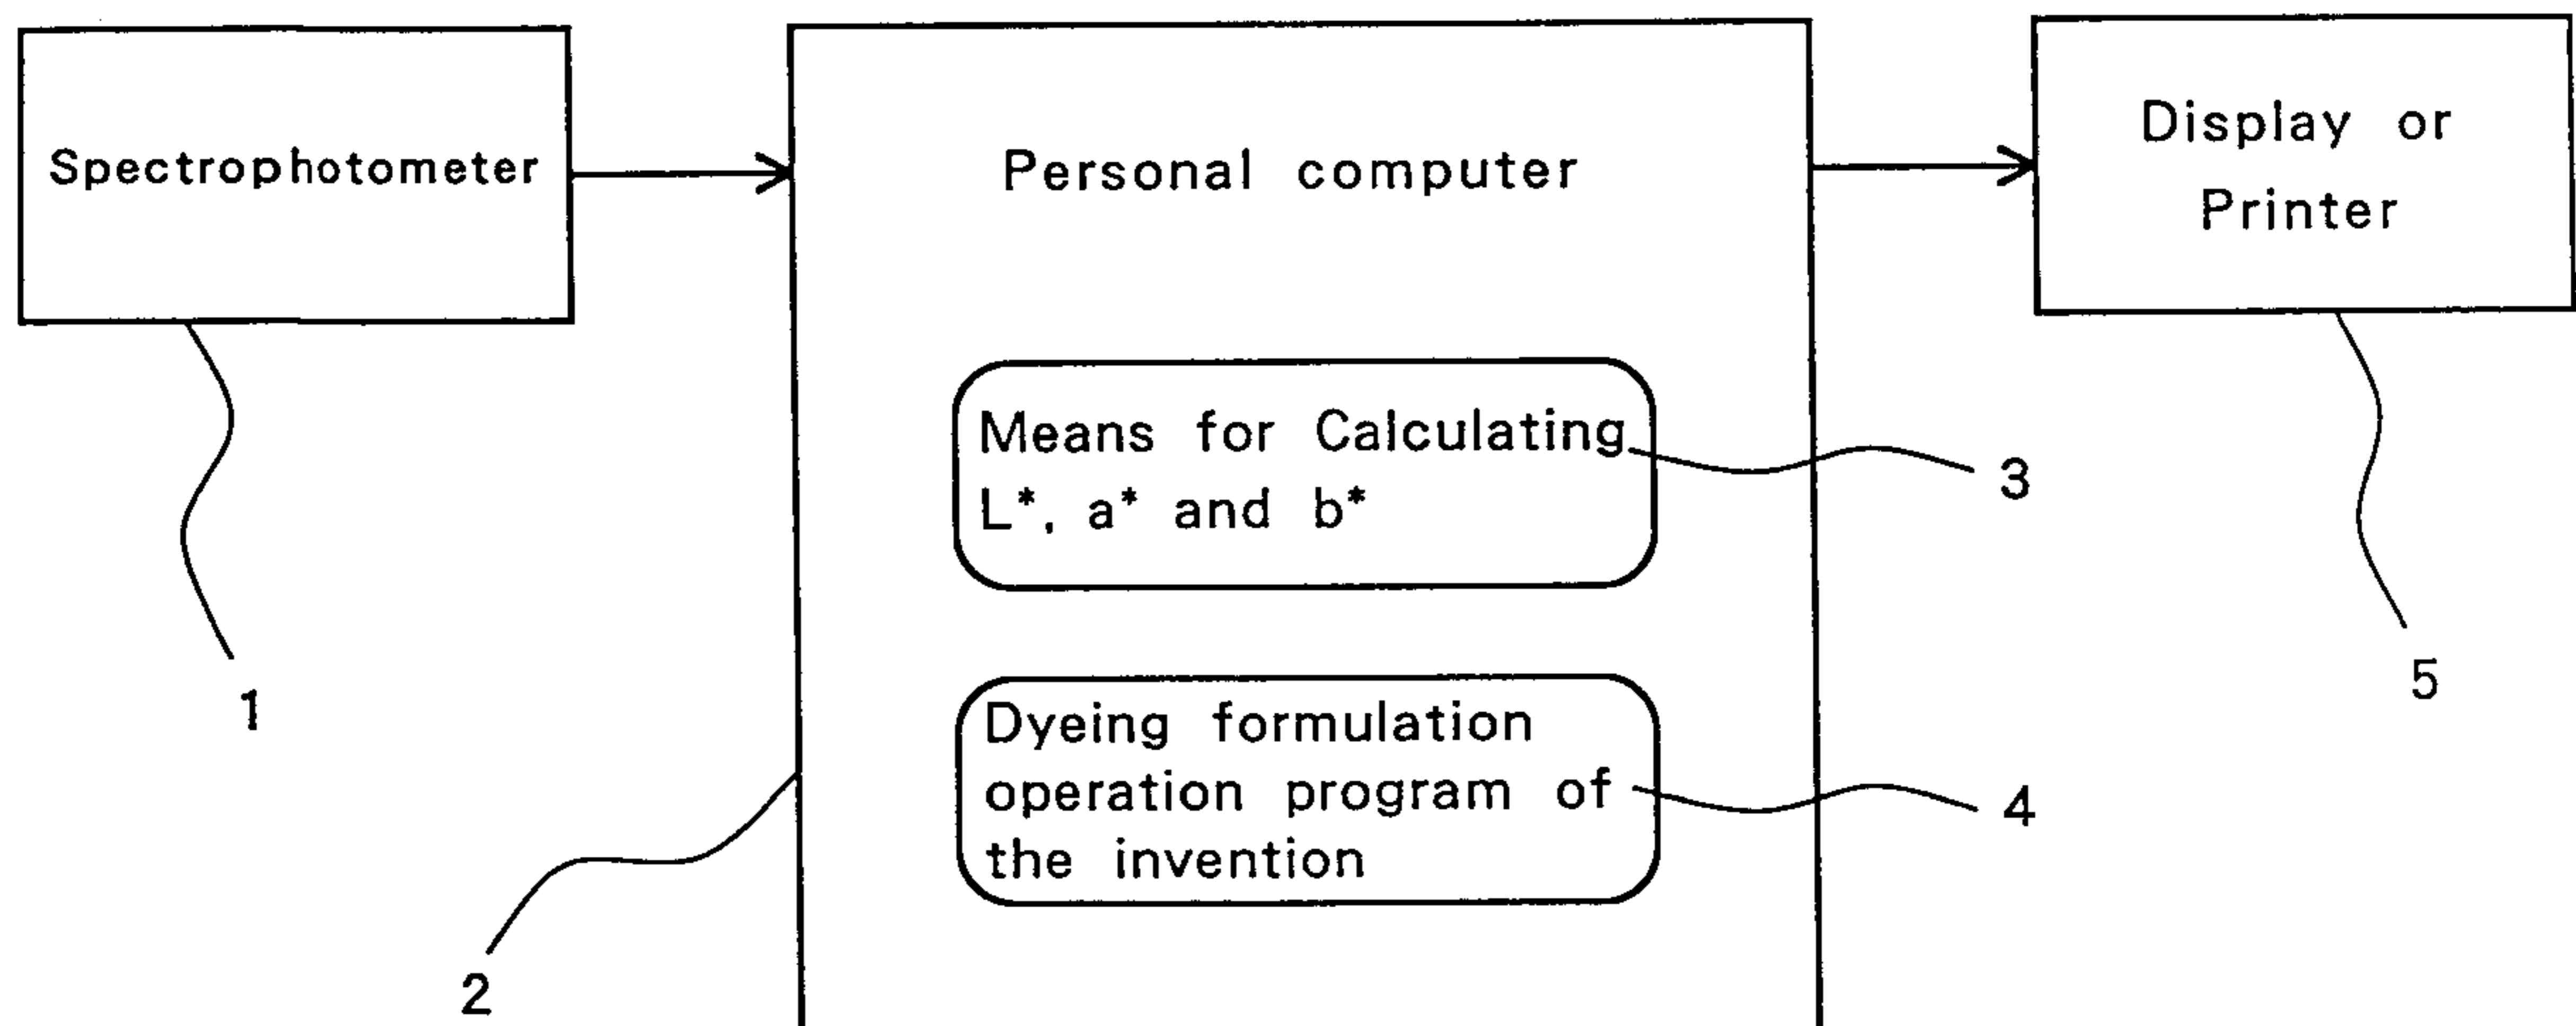 Spectrophotometer
Personal computer
Display or
Printer
Means for Calculating
L*, a* and b*
3
Dyeing formulation
operation program of
the invention
4
1
2
5